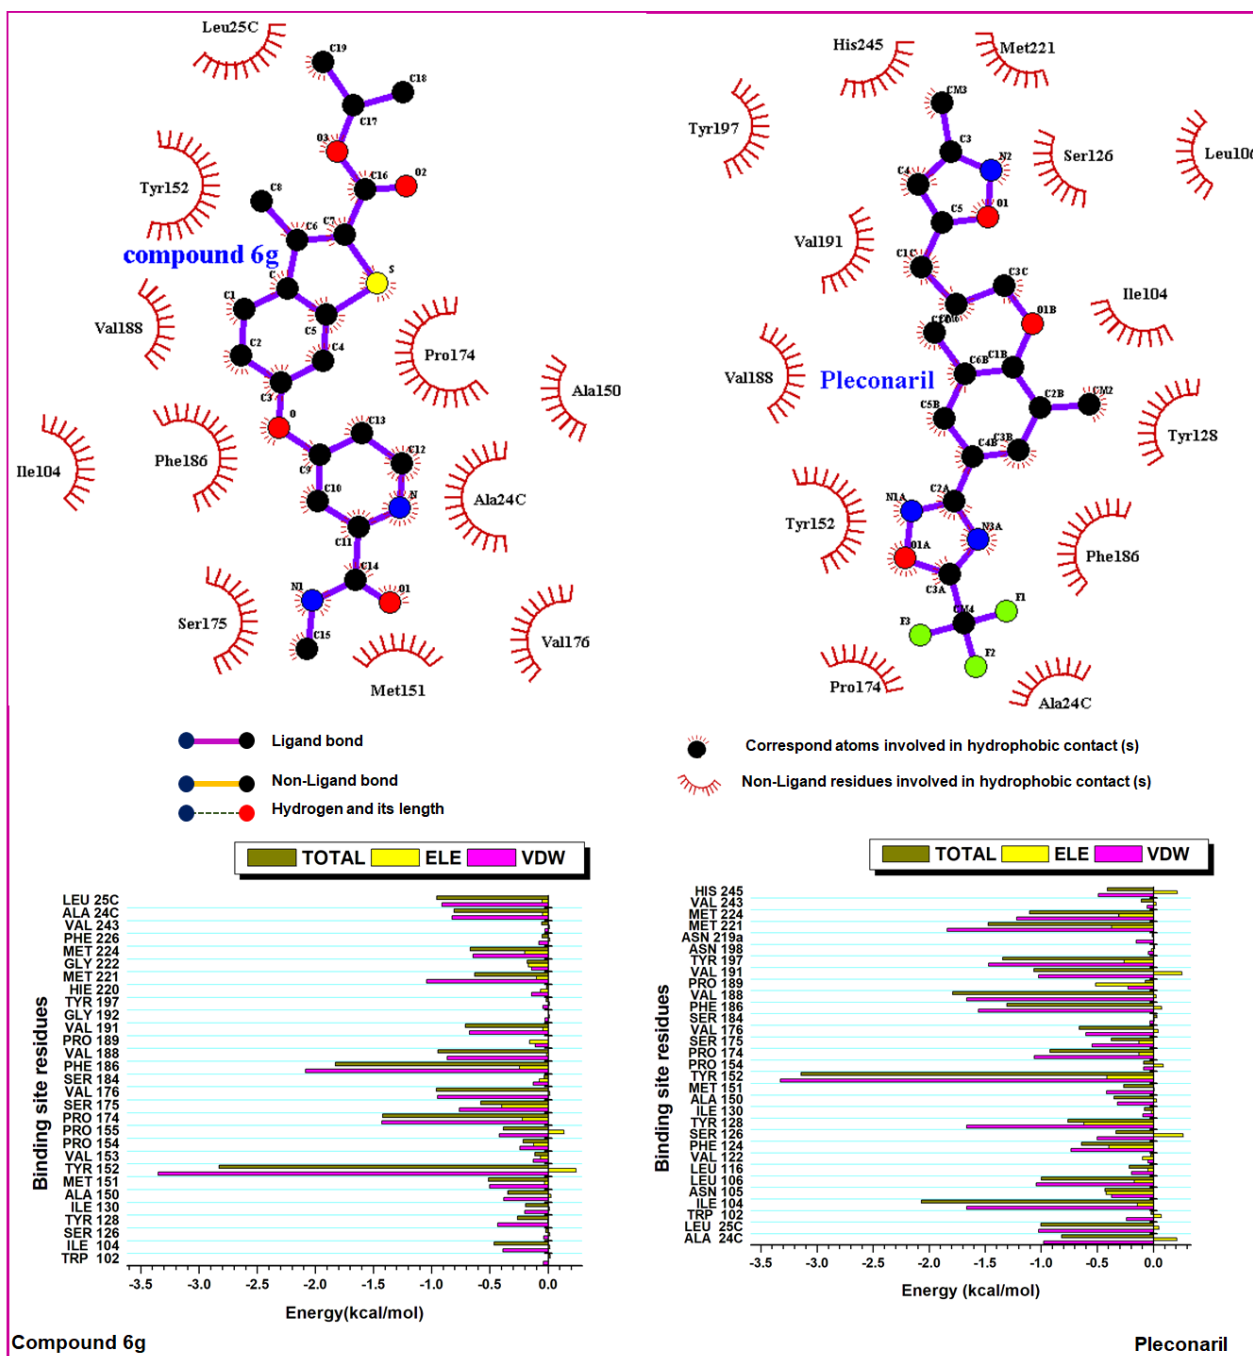 Leu25C
C19
C18
C17
O3
C16
O2
Tyr152
C8
C7
C6
compound 6g
S
C
C1
C5
Val188
C2
C4
Pro174
C3
Ala150
O
C13
Ile104
Phe186
C9
C12
C10
N
Ala24C
C11
C14
N1
O1
Ser175
C15
Val176
Met151
His245
Met221
CM3
Tyr197
C3
N2
Ser126
Leu106
C4
O1
C5
Val191
C1C
C3C
Ile104
O1B
Val188
Pleconaril
C6B
C1B
C2B
CM2
C5B
Tyr128
C4B
C3B
C2A
Tyr152
N1A
N3A
Phe186
O1A
C3A
CM4
F1
F3
F2
Pro174
Ala24C
Ligand bond
Non-Ligand bond
Hydrogen and its length
Correspond atoms involved in hydrophobic contact (s)
Non-Ligand residues involved in hydrophobic contact (s)
TOTAL ELE VDW
Binding site residues
LEU 25C
ALA 24C
VAL 243
PHE 226
MET 224
GLY 222
MET 221
HIE 220
TYR 197
GLY 192
VAL 191
PRO 189
VAL 188
PHE 186
SER 184
VAL 176
SER 175
PRO 174
PRO 155
PRO 154
VAL 153
TYR 152
MET 151
ALA 150
ILE 130
TYR 128
SER 126
ILE 104
TRP 102
-3.5 -3.0 -2.5 -2.0 -1.5 -1.0 -0.5 0.0
Energy(kcal/mol)
Compound 6g
TOTAL ELE VDW
Binding site residues
HIS 245
VAL 243
MET 224
MET 221
ASN 219a
ASN 198
TYR 197
VAL 191
PRO 189
VAL 188
PHE 186
SER 184
VAL 176
SER 175
PRO 174
PRO 154
TYR 152
MET 151
ALA 150
ILE 130
TYR 128
SER 126
PHE 124
VAL 122
LEU 116
LEU 106
ASN 105
ILE 104
TRP 102
LEU 25C
ALA 24C
-3.5 -3.0 -2.5 -2.0 -1.5 -1.0 -0.5 0.0
Energy (kcal/mol)
Pleconaril